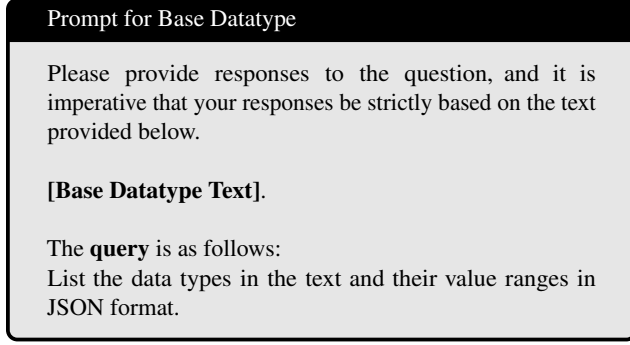 Prompt for Base Datatype
Please provide responses to the question, and it is
imperative that your responses be strictly based on the text
provided below.
[Base Datatype Text].
The query is as follows:
List the data types in the text and their value ranges in
JSON format.